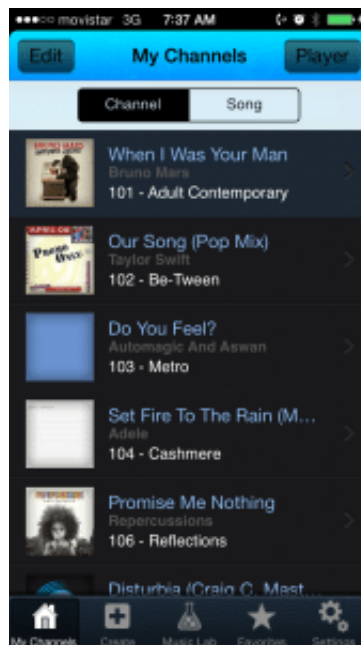 movistar 3G 7:37 AM
Edit My Channels Player
Channel Song
BRUNO MARS
When I Was Your Man
Bruno Mars
101 - Adult Contemporary
Our Song (Pop Mix)
Taylor Swift
102 - Be-Tween
Do You Feel?
Automagic And Aswan
103 - Metro
Set Fire To The Rain (M...
Adele
104 - Cashmere
Promise Me Nothing
Repercussions
106 - Reflections
Disturbia (Craig C. Mast...
My Channels Create Music Lab Favorites Settings